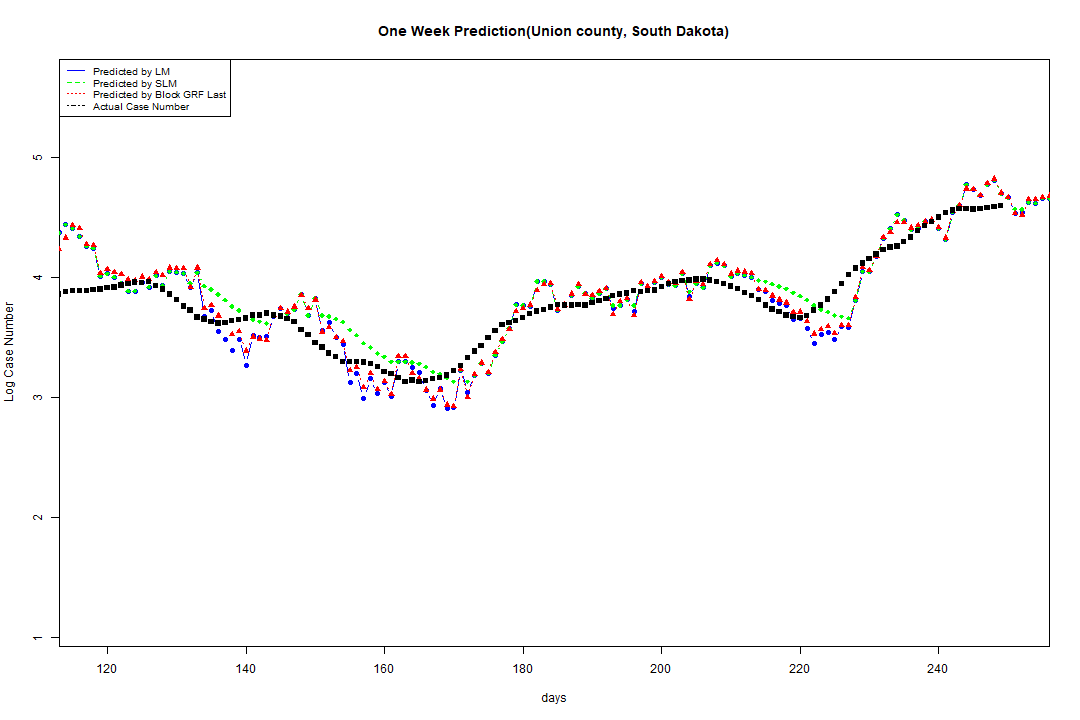 One Week Prediction(Union county, South Dakota)
Predicted by LM
Predicted by SLM
Predicted by Block GRF Last
Actual Case Number
5
4
3
2
1
Log Case Number
120 140 160 180 200 220 240
days